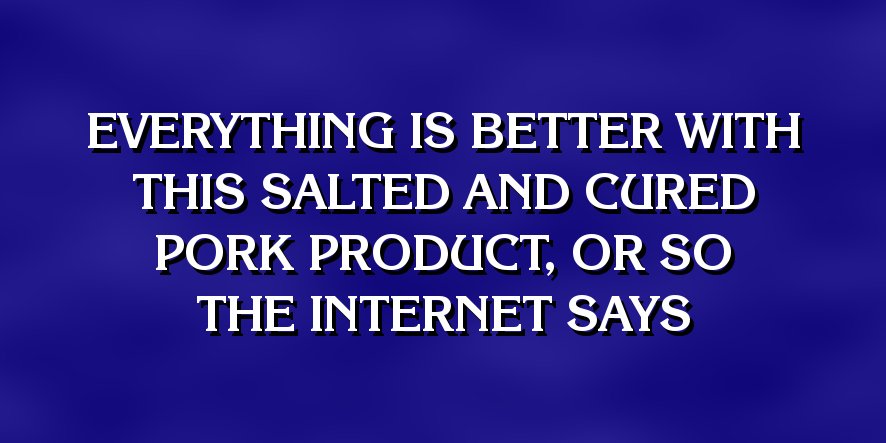 EVERYTHING IS BETTER WITH
THIS SALTED AND CURED
PORK PRODUCT, OR SO
THE INTERNET SAYS